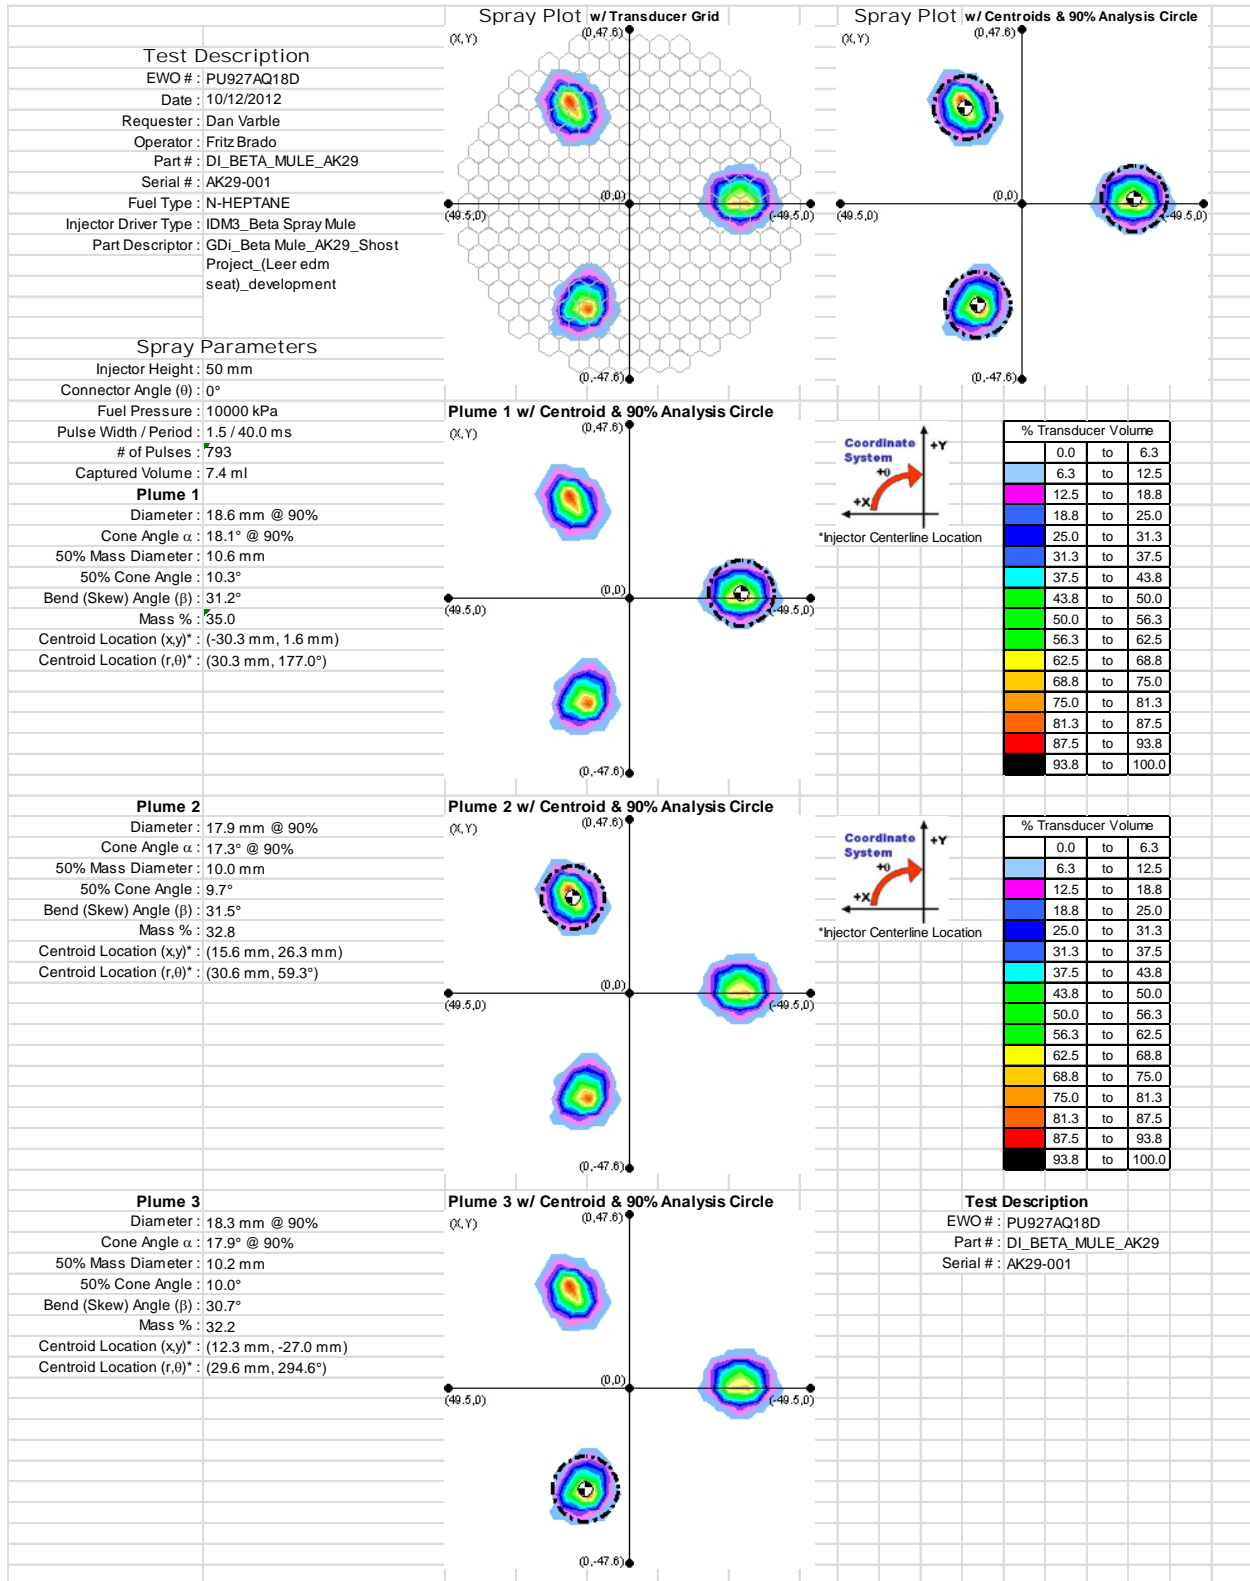 Spray Plot w/ Transducer Grid
(X,Y)
(0,47.6)
(0,0)
(49.5,0)
(-49.5,0)
(0,-47.6)
Spray Plot w/ Centroids & 90% Analysis Circle
(X,Y)
(0,47.6)
(0,0)
(49.5,0)
(-49.5,0)
(0,-47.6)
Test Description
EWO # : PU927AQ18D
Date : 10/12/2012
Requester : Dan Varble
Operator : Fritz Brado
Part # : DI_BETA_MULE_AK29
Serial # : AK29-001
Fuel Type : N-HEPTANE
Injector Driver Type : IDM3_Beta Spray Mule
Part Descriptor : GDi_Beta Mule_AK29_Shost
Project_(Leer edm
seat)_development
Spray Parameters
Injector Height : 50 mm
Connector Angle (θ) : 0°
Fuel Pressure : 10000 kPa
Pulse Width / Period : 1.5 / 40.0 ms
# of Pulses : 793
Captured Volume : 7.4 ml
Plume 1
Diameter : 18.6 mm @ 90%
Cone Angle α : 18.1° @ 90%
50% Mass Diameter : 10.6 mm
50% Cone Angle : 10.3°
Bend (Skew) Angle (β) : 31.2°
Mass % : 35.0
Centroid Location (x,y)* : (-30.3 mm, 1.6 mm)
Centroid Location (r,θ)* : (30.3 mm, 177.0°)
Plume 1 w/ Centroid & 90% Analysis Circle
(X,Y)
(0,47.6)
(0,0)
(49.5,0)
(-49.5,0)
(0,-47.6)
Coordinate
System
+Y
+θ
+X
*Injector Centerline Location
% Transducer Volume
0.0 to 6.3
6.3 to 12.5
12.5 to 18.8
18.8 to 25.0
25.0 to 31.3
31.3 to 37.5
37.5 to 43.8
43.8 to 50.0
50.0 to 56.3
56.3 to 62.5
62.5 to 68.8
68.8 to 75.0
75.0 to 81.3
81.3 to 87.5
87.5 to 93.8
93.8 to 100.0
Plume 2
Diameter : 17.9 mm @ 90%
Cone Angle α : 17.3° @ 90%
50% Mass Diameter : 10.0 mm
50% Cone Angle : 9.7°
Bend (Skew) Angle (β) : 31.5°
Mass % : 32.8
Centroid Location (x,y)* : (15.6 mm, 26.3 mm)
Centroid Location (r,θ)* : (30.6 mm, 59.3°)
Plume 2 w/ Centroid & 90% Analysis Circle
(X,Y)
(0,47.6)
(0,0)
(49.5,0)
(-49.5,0)
(0,-47.6)
Coordinate
System
+Y
+θ
+X
*Injector Centerline Location
% Transducer Volume
0.0 to 6.3
6.3 to 12.5
12.5 to 18.8
18.8 to 25.0
25.0 to 31.3
31.3 to 37.5
37.5 to 43.8
43.8 to 50.0
50.0 to 56.3
56.3 to 62.5
62.5 to 68.8
68.8 to 75.0
75.0 to 81.3
81.3 to 87.5
87.5 to 93.8
93.8 to 100.0
Plume 3
Diameter : 18.3 mm @ 90%
Cone Angle α : 17.9° @ 90%
50% Mass Diameter : 10.2 mm
50% Cone Angle : 10.0°
Bend (Skew) Angle (β) : 30.7°
Mass % : 32.2
Centroid Location (x,y)* : (12.3 mm, -27.0 mm)
Centroid Location (r,θ)* : (29.6 mm, 294.6°)
Plume 3 w/ Centroid & 90% Analysis Circle
(X,Y)
(0,47.6)
(0,0)
(49.5,0)
(-49.5,0)
(0,-47.6)
Test Description
EWO # : PU927AQ18D
Part # : DI_BETA_MULE_AK29
Serial # : AK29-001